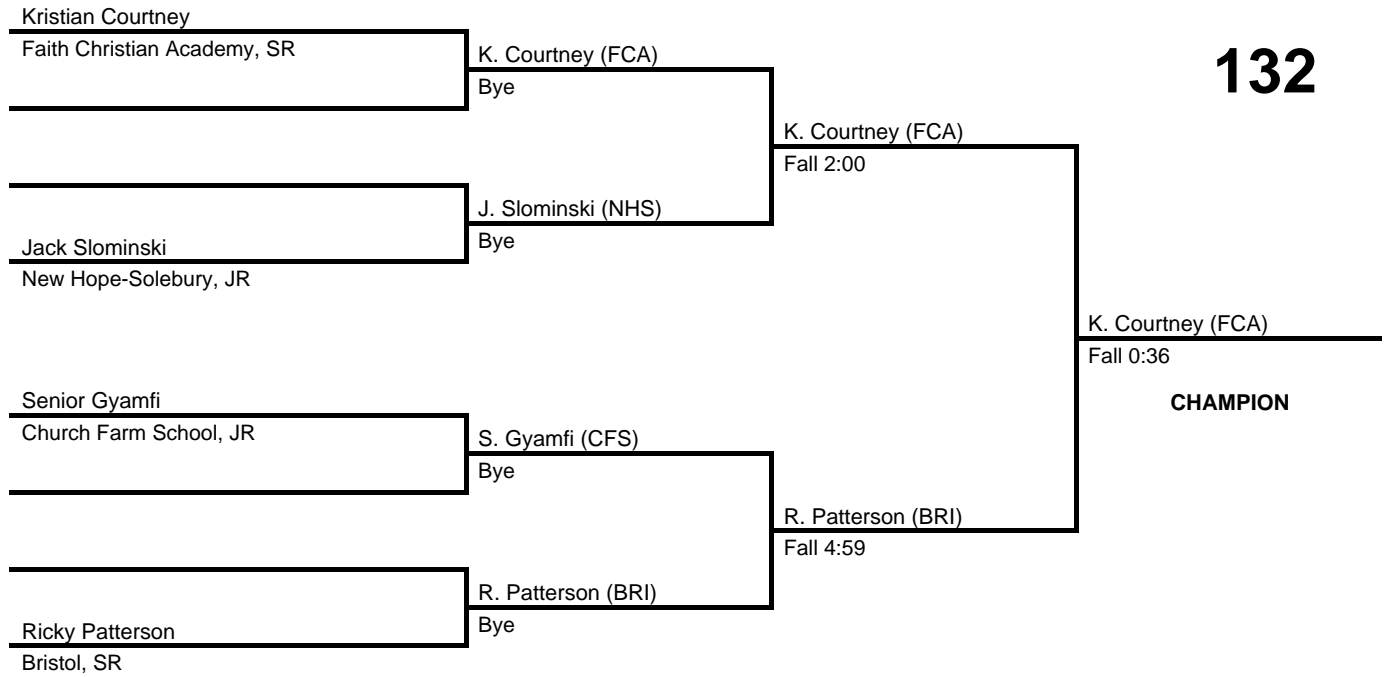 132
Kristian Courtney
Faith Christian Academy, SR
K. Courtney (FCA)
Bye
K. Courtney (FCA)
Fall 2:00
J. Slominski (NHS)
Bye
Jack Slominski
New Hope-Solebury, JR
K. Courtney (FCA)
Fall 0:36
CHAMPION
Senior Gyamfi
Church Farm School, JR
S. Gyamfi (CFS)
Bye
R. Patterson (BRI)
Fall 4:59
R. Patterson (BRI)
Bye
Ricky Patterson
Bristol, SR